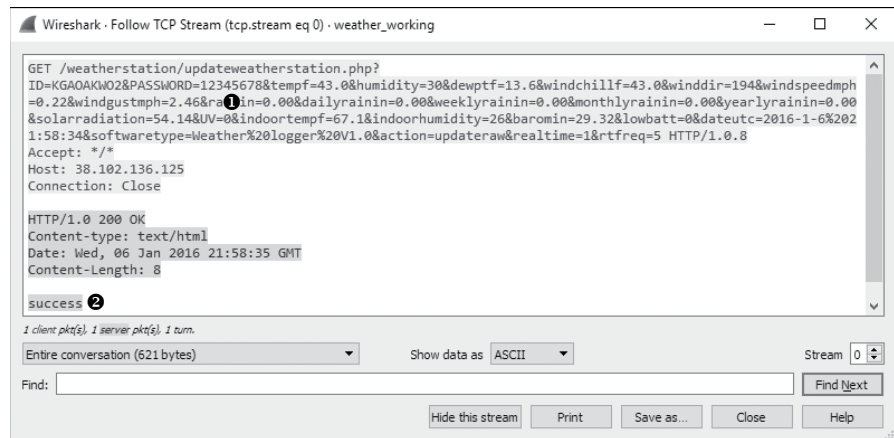 Wireshark · Follow TCP Stream (tcp.stream eq 0) · weather_working
GET /weatherstation/updateweatherstation.php?
ID=KGAOAKWO2&PASSWORD=12345678&tempf=43.0&humidity=30&dewptf=13.6&windchillf=43.0&winddir=194&windspeedmph
=0.22&windgustmph=2.46&ra❶in=0.00&dailyrainin=0.00&weeklyrainin=0.00&monthlyrainin=0.00&yearlyrainin=0.00
&solarradiation=54.14&UV=0&indoortempf=67.1&indoorhumidity=26&baromin=29.32&lowbatt=0&dateutc=2016-1-6%202
1:58:34&softwaretype=Weather%20logger%20V1.0&action=updateraw&realtime=1&rtfreq=5 HTTP/1.0.8
Accept: */*
Host: 38.102.136.125
Connection: Close
HTTP/1.0 200 OK
Content-type: text/html
Date: Wed, 06 Jan 2016 21:58:35 GMT
Content-Length: 8
success ❷
1 client pkt(s), 1 server pkt(s), 1 turn.
Entire conversation (621 bytes) Show data as ASCII Stream 0
Find: Find Next
Hide this stream Print Save as... Close Help